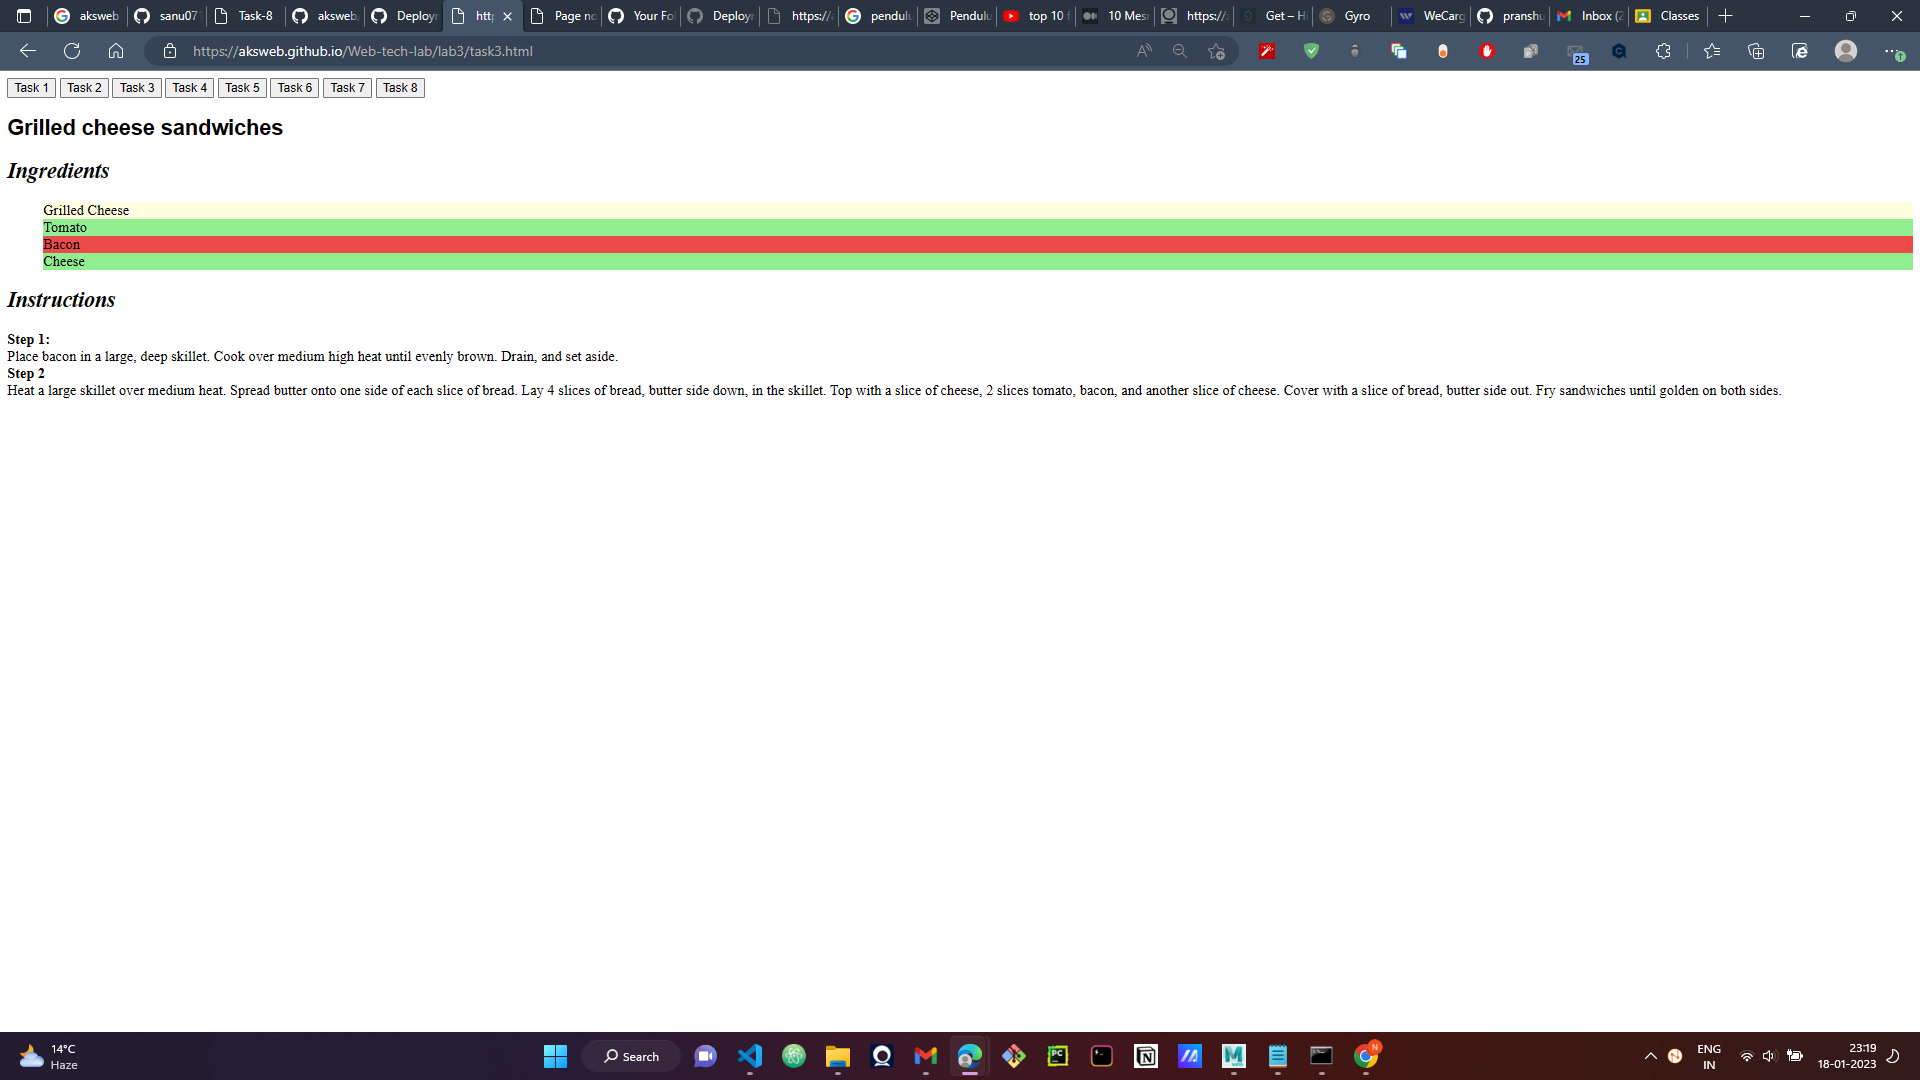 aksweb
sanu071
Task-8
aksweb
Deploy
http
Page no
Your Fo
Deploy
https://
pendulu
Pendulu
top 10 f
10 Mesr
https://
Get – H
Gyro
WeCarg
pranshu
Inbox (2
Classes
https://aksweb.github.io/Web-tech-lab/lab3/task3.html
25
Task 1 Task 2 Task 3 Task 4 Task 5 Task 6 Task 7 Task 8
Grilled cheese sandwiches
Ingredients
Grilled Cheese
Tomato
Bacon
Cheese
Instructions
Step 1:
Place bacon in a large, deep skillet. Cook over medium high heat until evenly brown. Drain, and set aside.
Step 2
Heat a large skillet over medium heat. Spread butter onto one side of each slice of bread. Lay 4 slices of bread, butter side down, in the skillet. Top with a slice of cheese, 2 slices tomato, bacon, and another slice of cheese. Cover with a slice of bread, butter side out. Fry sandwiches until golden on both sides.
14°C
Haze
Search
ENG
IN
23:19
18-01-2023